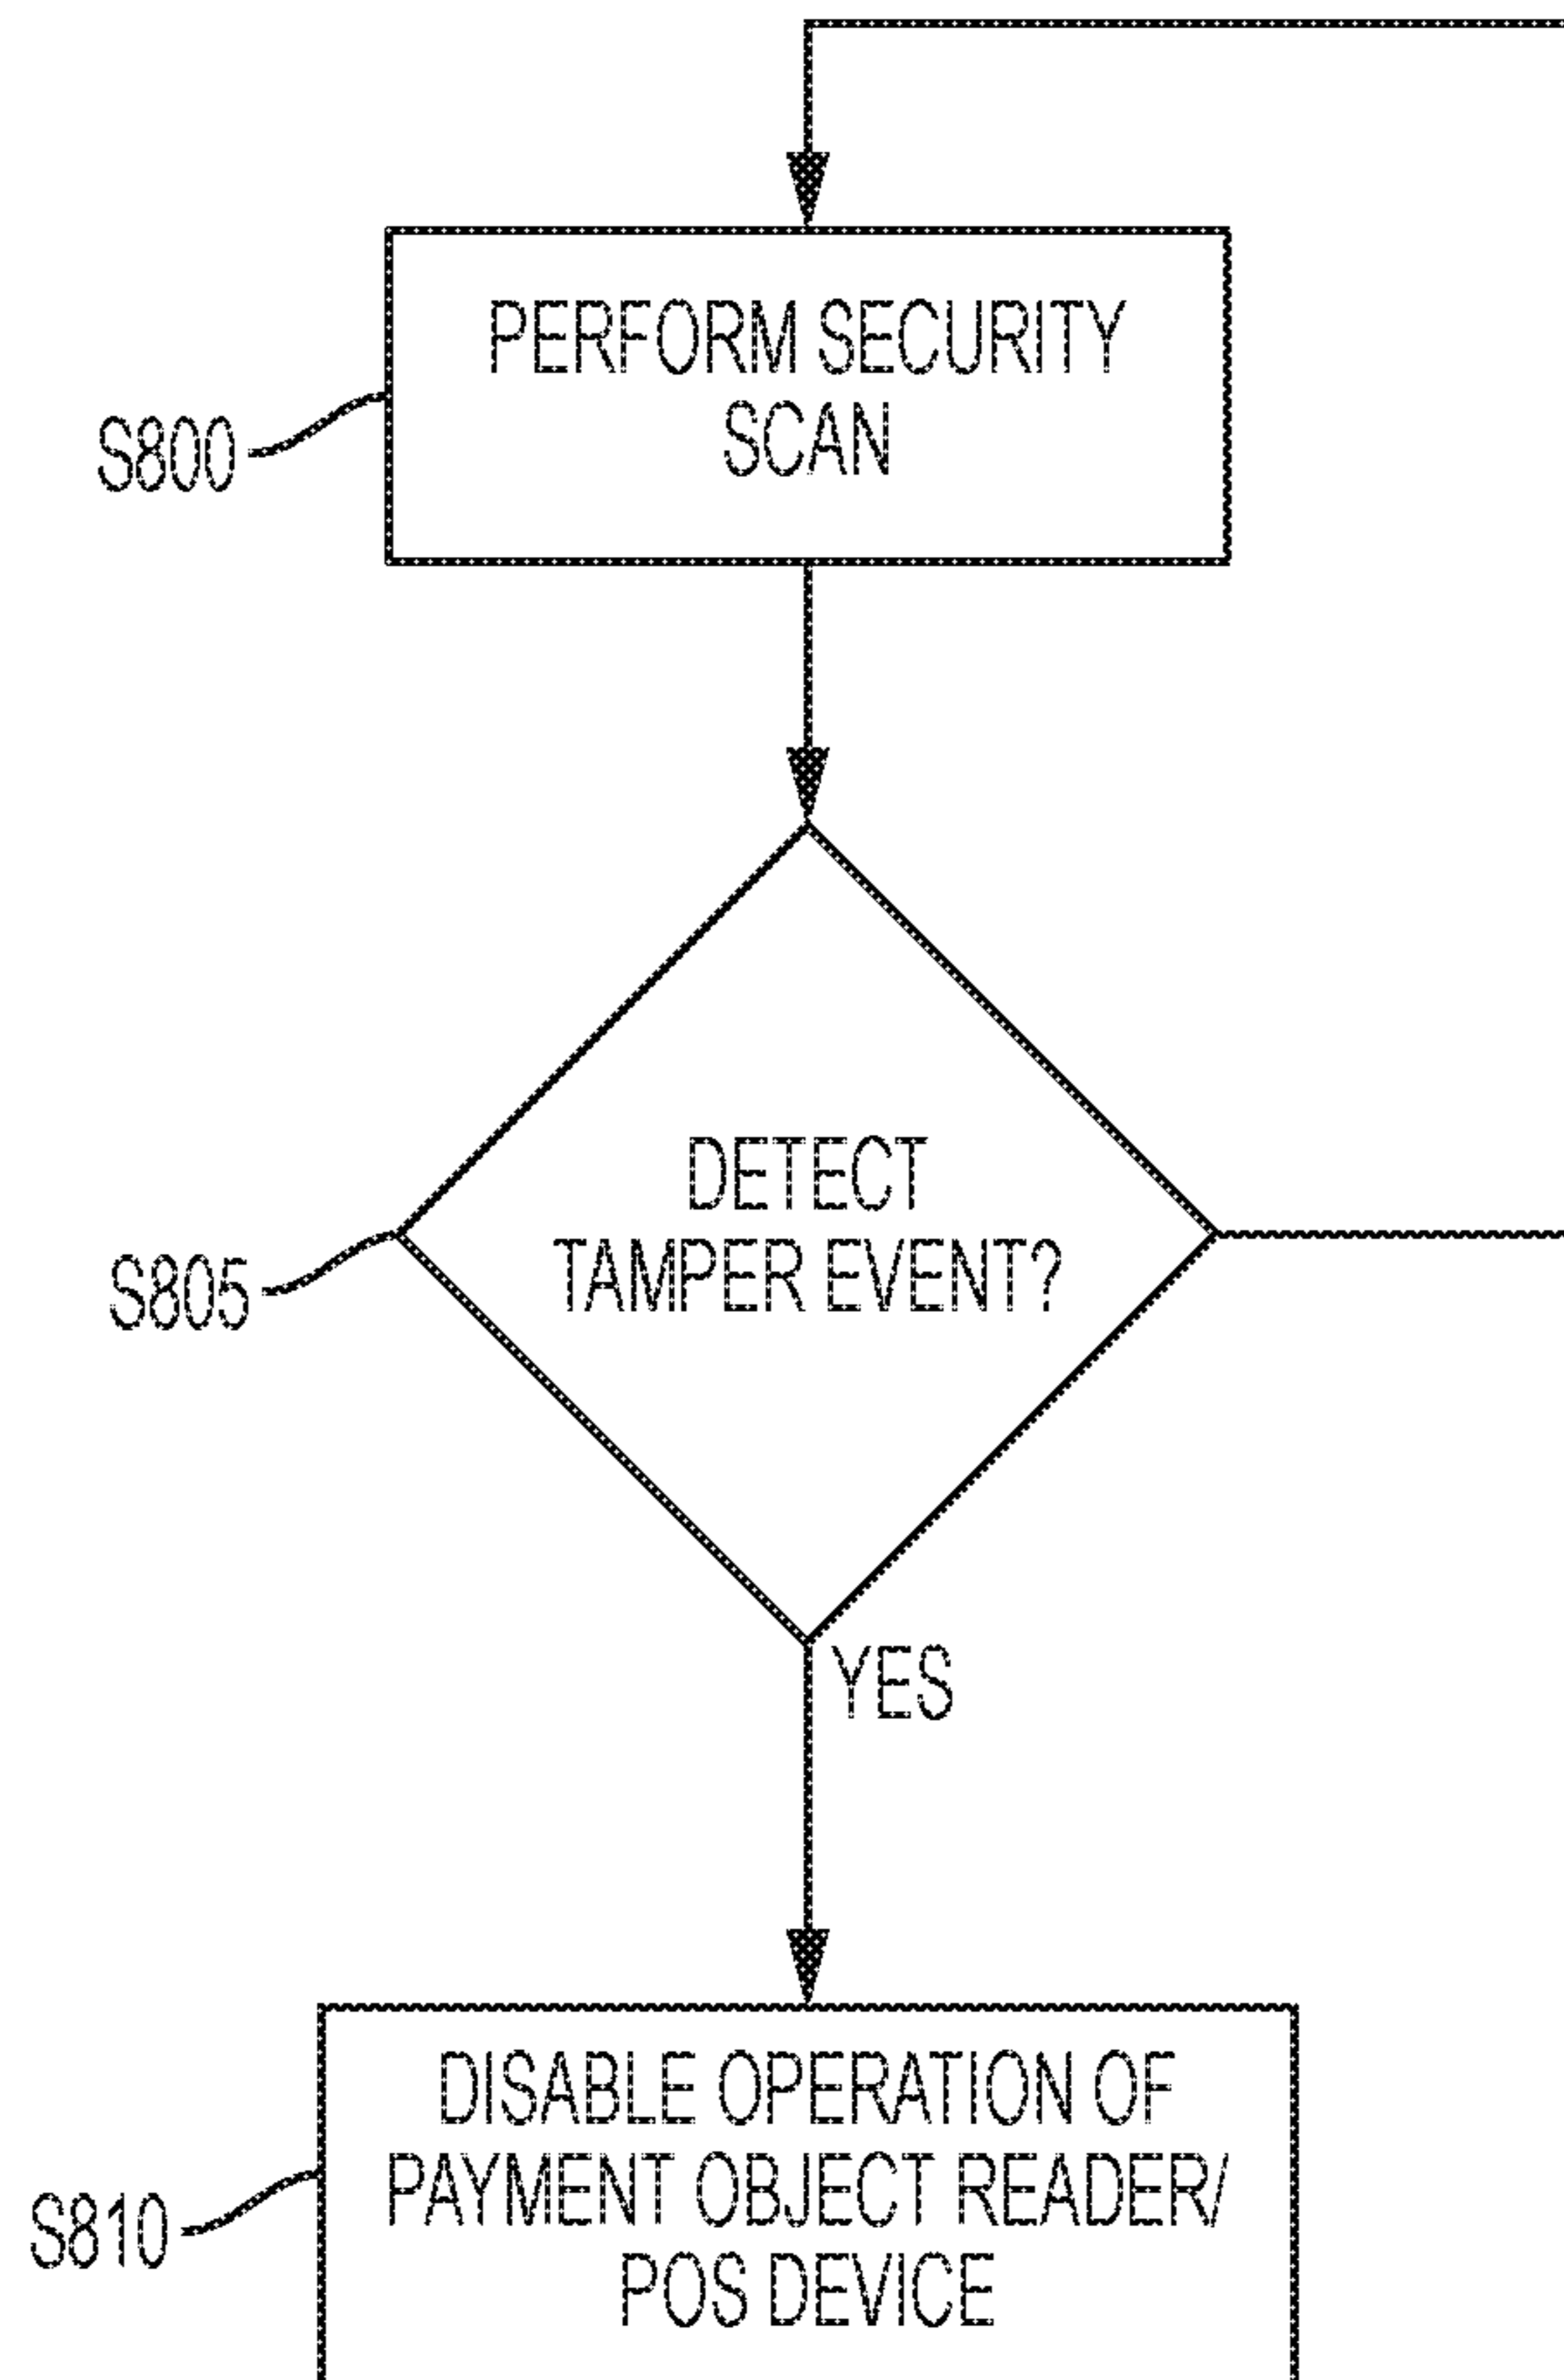 PERFORM SECURITY
SCAN
S800
DETECT
TAMPER EVENT?
S805
YES
DISABLE OPERATION OF
PAYMENT OBJECT READER/
POS DEVICE
S810